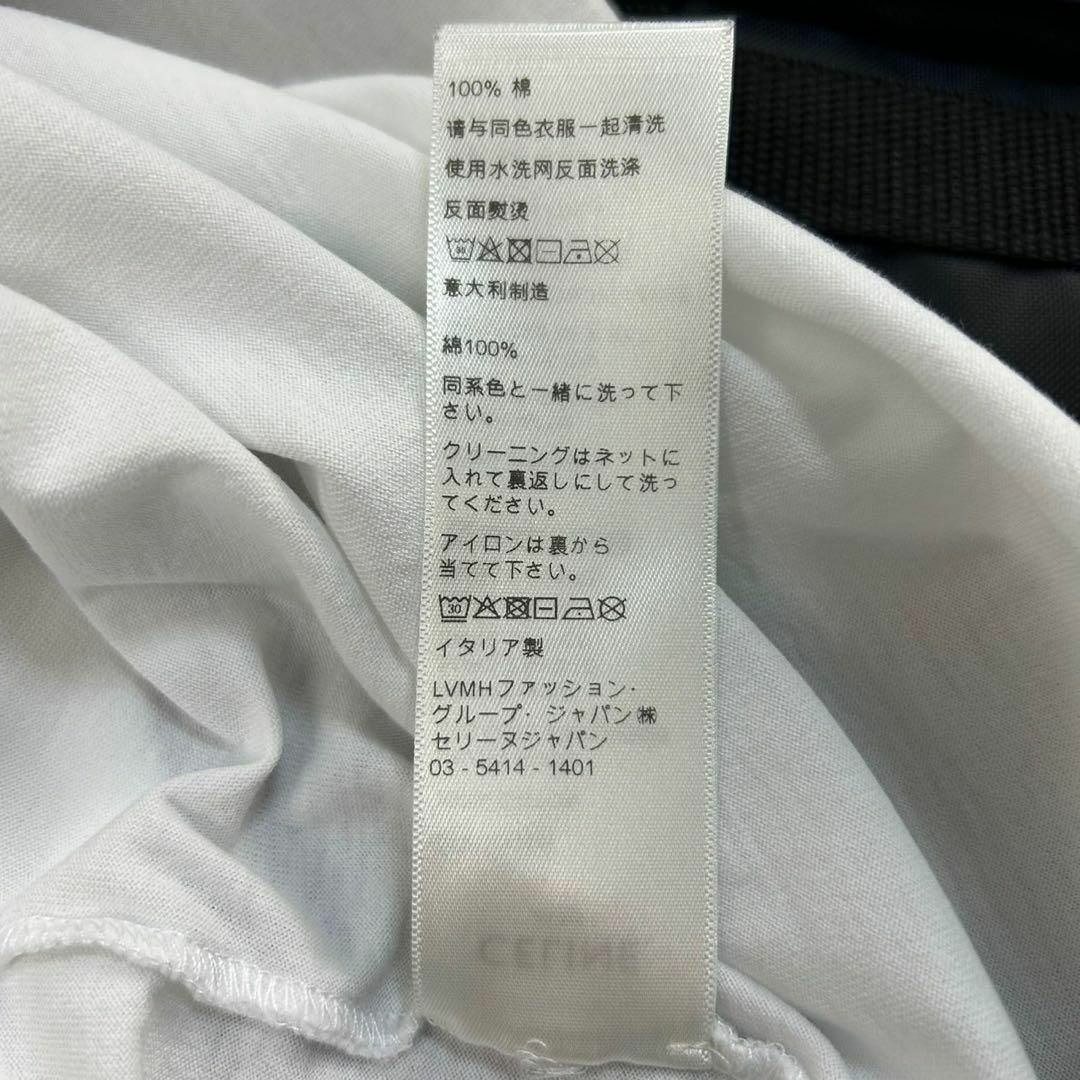 100% 棉
请与同色衣服一起清洗
使用水洗网反面洗涤
反面熨烫
30
意大利制造
綿100%
同系色と一緒に洗って下
さい。
クリーニングはネットに
入れて裏返しにして洗っ
てください。
アイロンは裏から
当てて下さい。
30
イタリア製
LVMHファッション・
グループ・ジャパン㈱
セリーヌジャパン
03 - 5414 - 1401
CELINE